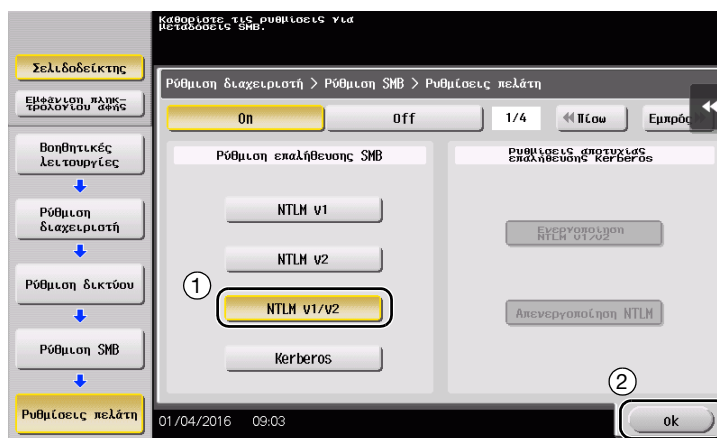 Καθορίστε τις ρυθμίσεις για
μεταδόσεις SMB.
Σελιδοδείκτης
Εμφάνιση πληκ-
τρολογίου αφής
Βοηθητικές
λειτουργίες
Ρύθμιση
διαχειριστή
Ρύθμιση δικτύου
Ρύθμιση SMB
Ρυθμίσεις πελάτη
Ρύθμιση διαχειριστή > Ρύθμιση SMB > Ρυθμίσεις πελάτη
On
Off
1/4
Πίσω
Εμπρός
Ρύθμιση επαλήθευσης SMB
NTLM v1
NTLM v2
1
NTLM v1/v2
Kerberos
Ρυθμίσεις αποτυχίας
επαλήθευσης Kerberos
Ενεργοποίηση
NTLM v1/v2
Απενεργοποίηση NTLM
2
ok
01/04/2016 09:03